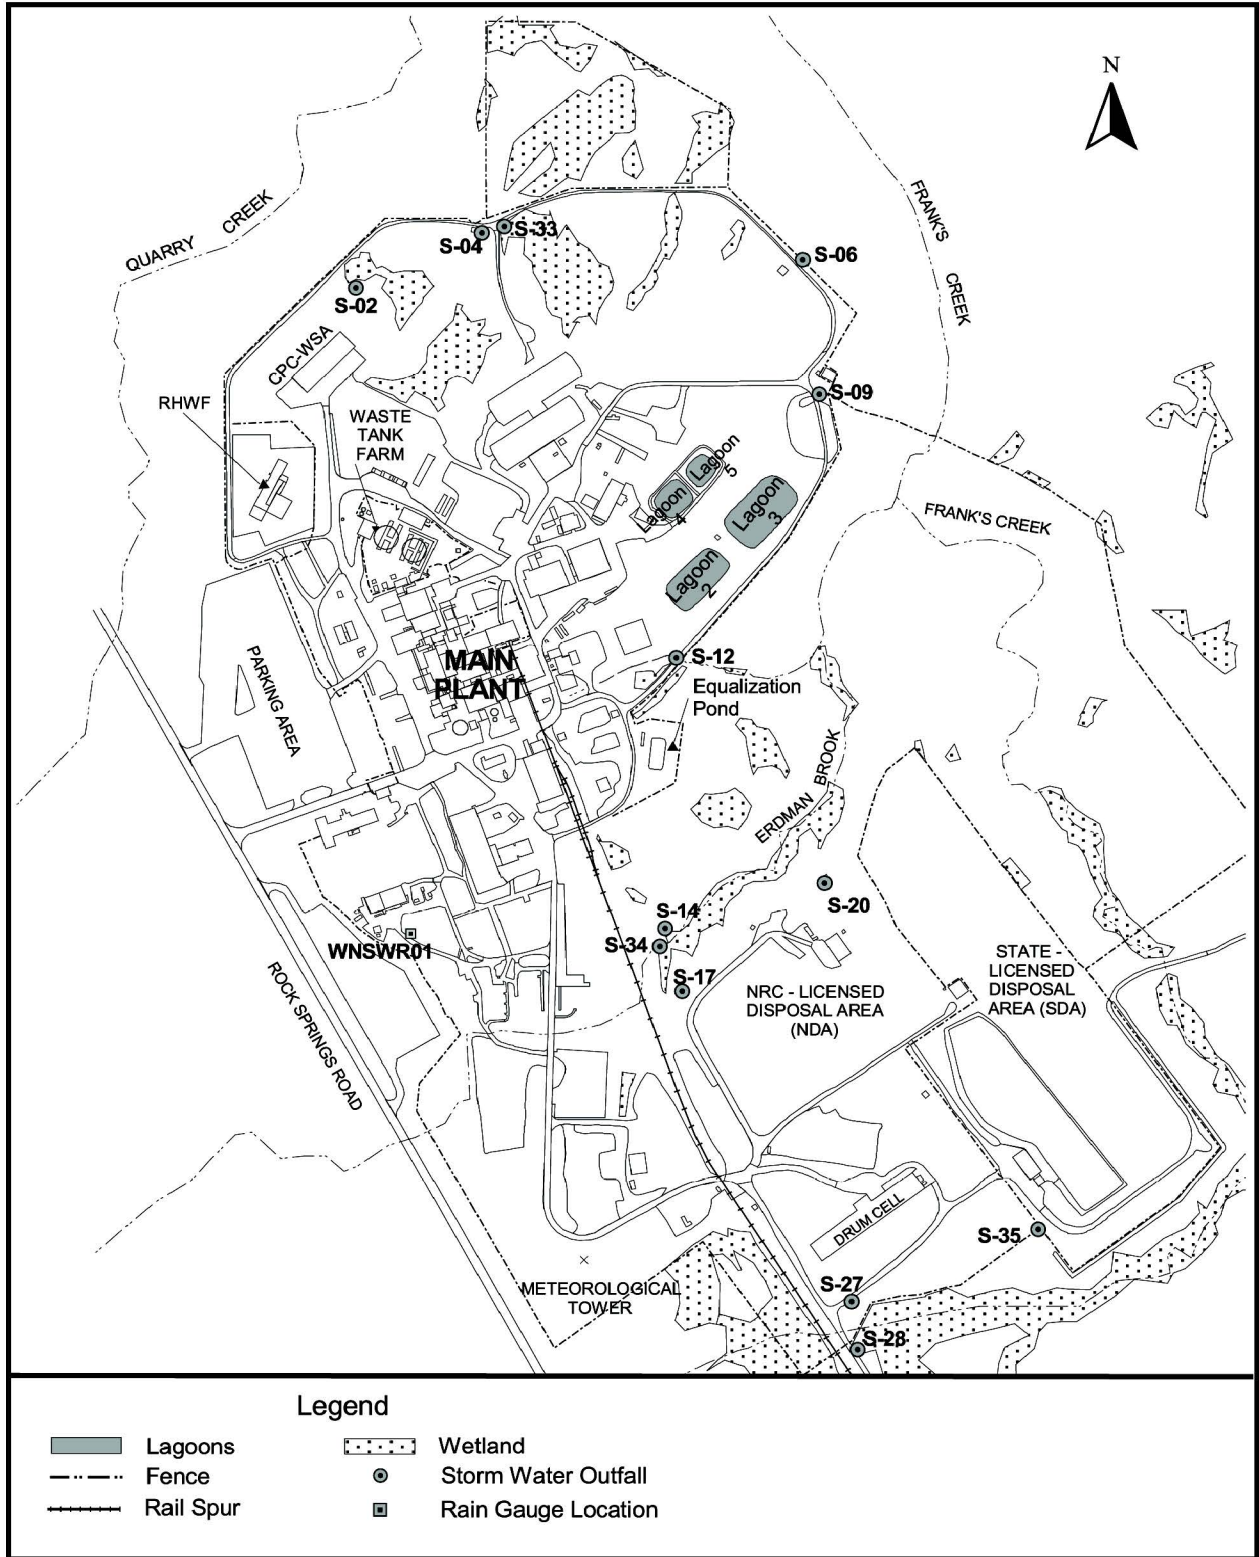 N
QUARRY CREEK
FRANK'S CREEK
S-33
S-04
S-06
S-02
CPC-WSA
RHWF
WASTE
TANK
FARM
S-09
Lagoon
5
Lagoon
4
Lagoon
3
FRANK'S CREEK
Lagoon
2
MAIN
PLANT
S-12
Equalization
Pond
PARKING AREA
ERDMAN BROOK
S-20
S-14
S-34
WNSWR01
S-17
NRC - LICENSED
DISPOSAL AREA
(NDA)
STATE -
LICENSED
DISPOSAL
AREA (SDA)
ROCK SPRINGS ROAD
DRUM CELL
S-35
METEOROLOGICAL
TOWER
S-27
S-28
Legend
Lagoons
Fence
Rail Spur
Wetland
Storm Water Outfall
Rain Gauge Location